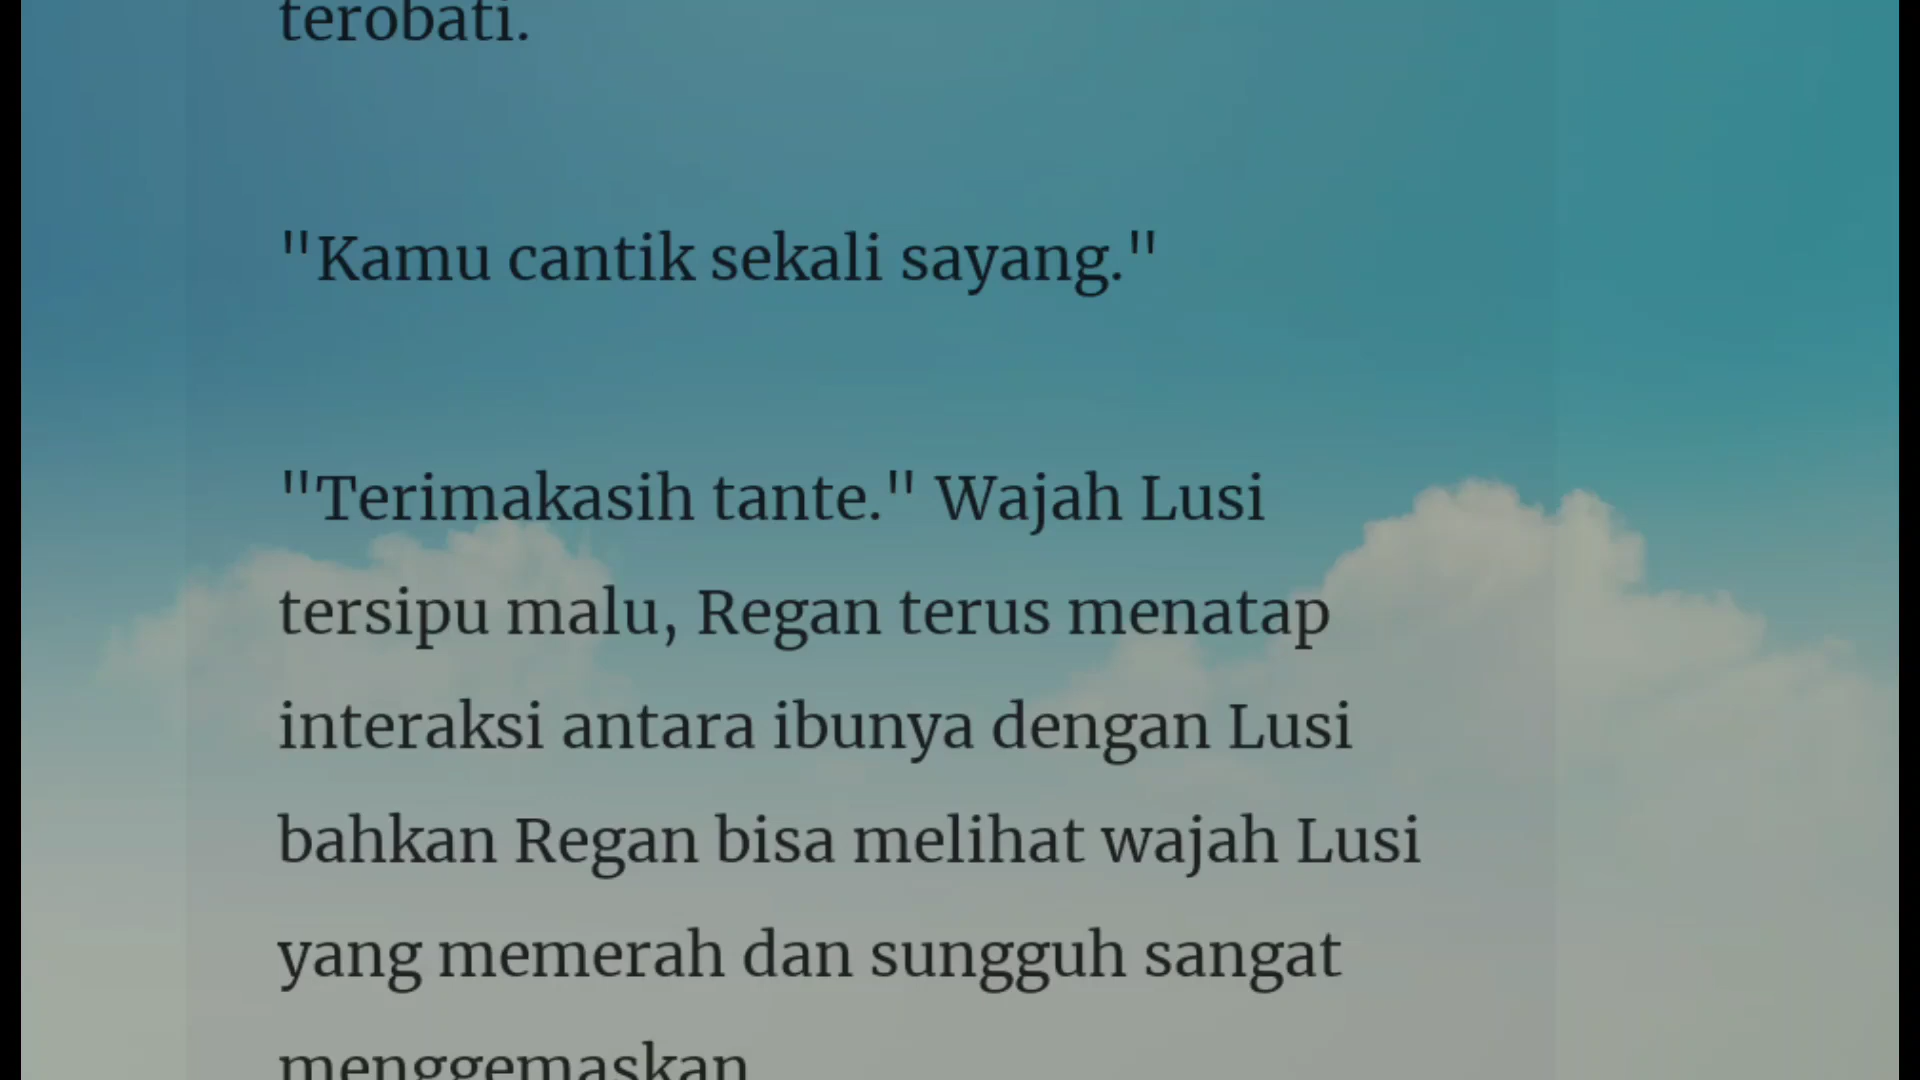 terobati.
"Kamu cantik sekali sayang."
"Terimakasih tante." Wajah Lusi
tersipu malu, Regan terus menatap
interaksi antara ibunya dengan Lusi
bahkan Regan bisa melihat wajah Lusi
yang memerah dan sungguh sangat
menggemaskan